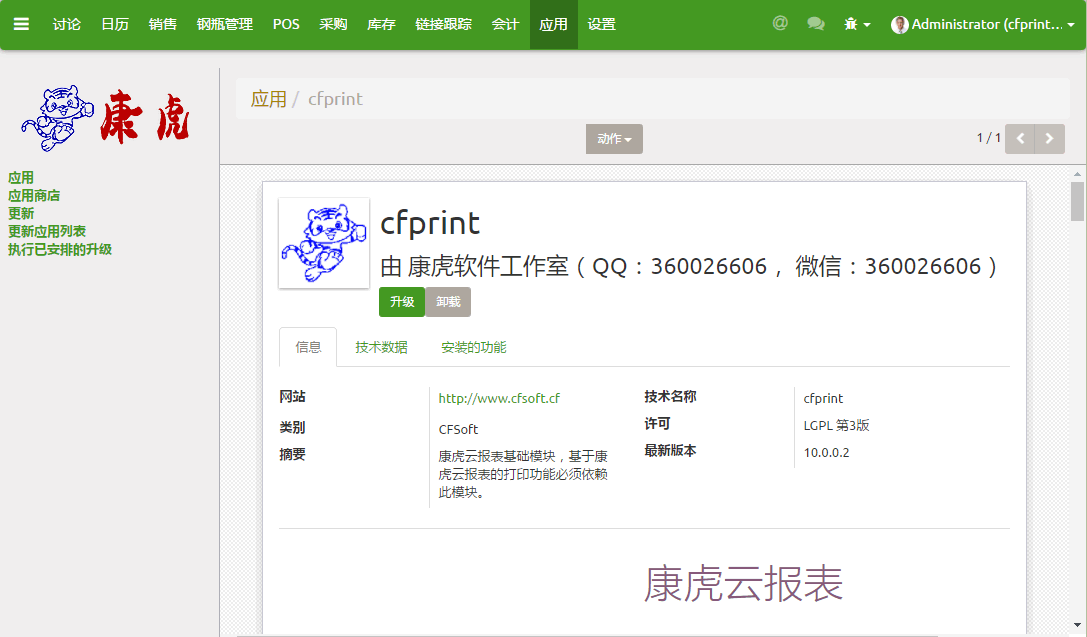 讨论 日历 销售 钢瓶管理 POS 采购 库存 链接跟踪 会计 应用 设置 @ Administrator (cfprint...
康虎
应用
应用商店
更新
更新应用列表
执行已安排的升级
应用 / cfprint
动作
1 / 1
cfprint
由 康虎软件工作室（QQ：360026606， 微信：360026606）
升级 卸载
信息 技术数据 安装的功能
网站 http://www.cfsoft.cf
类别 CFSoft
摘要 康虎云报表基础模块，基于康
虎云报表的打印功能必须依赖
此模块。
技术名称 cfprint
许可 LGPL 第3版
最新版本 10.0.0.2
康虎云报表